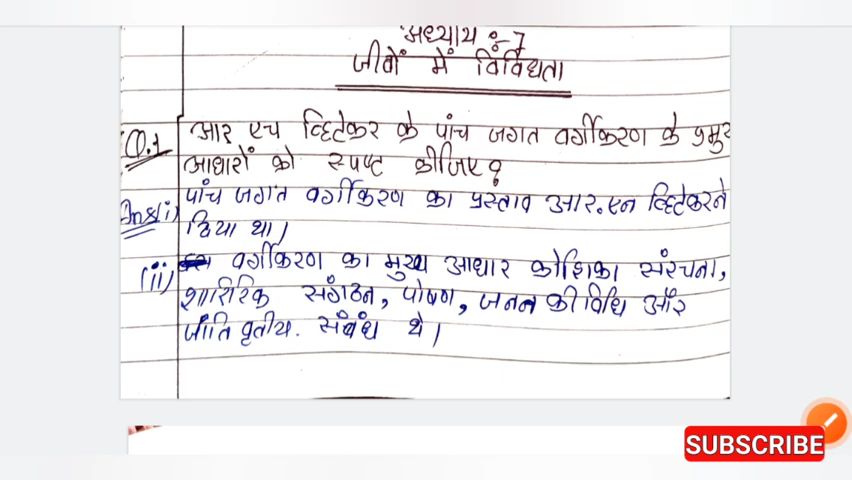 अध्याय :- 7
जीवों में विविधता
Q.1 आर एच व्हिटेकर के पांच जगत वर्गीकरण के प्रमुख
आधारों को स्पष्ट कीजिए ?
Ans(i) पांच जगत वर्गीकरण का प्रस्ताव आर.एन व्हिटेकर ने
दिया था।
(ii) वर्गीकरण का मुख्य आधार कोशिका संरचना,
शारिरिक संगठन, पोषण, जनन की विधि और
जाति वृतीय. संबंध थे।
SUBSCRIBE